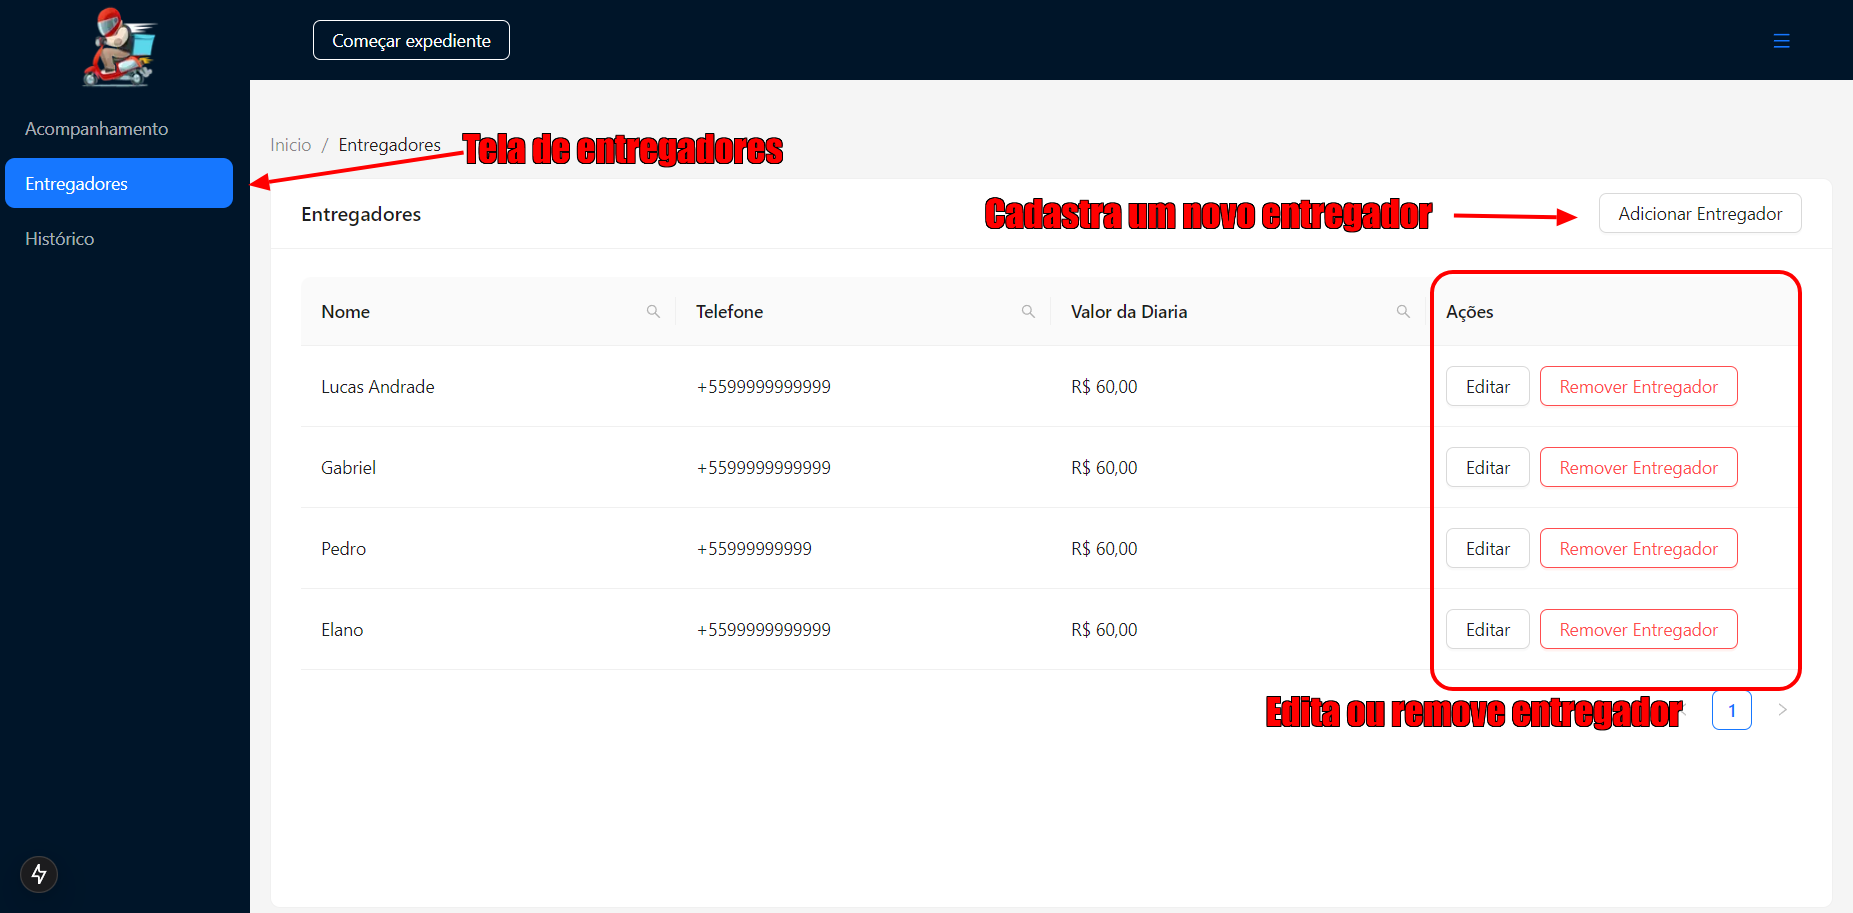 Começar expediente
Acompanhamento
Entregadores
Histórico
Inicio / Entregadores
Tela de entregadores
Entregadores
Cadastra um novo entregador
Adicionar Entregador
Nome Telefone Valor da Diaria Ações
Lucas Andrade +5599999999999 R$ 60,00 Editar Remover Entregador
Gabriel +5599999999999 R$ 60,00 Editar Remover Entregador
Pedro +55999999999 R$ 60,00 Editar Remover Entregador
Elano +5599999999999 R$ 60,00 Editar Remover Entregador
Edita ou remove entregador
1